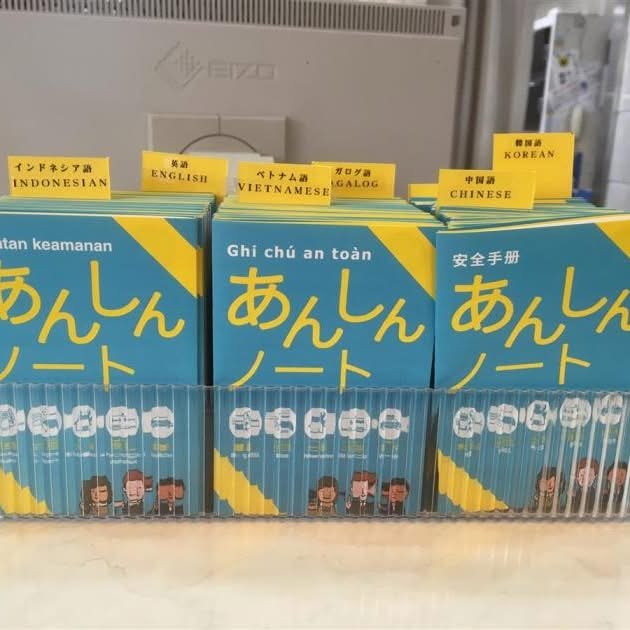 EIZO
インドネシア語
INDONESIAN
英語
ENGLISH
ベトナム語
VIETNAMESE
ガログ語
AGALOG
中国語
CHINESE
韓国語
KOREAN
atan keamanan
あんしん
ノート
Ghi chú an toàn
あんしん
ノート
安全手册
あんしん
ノート